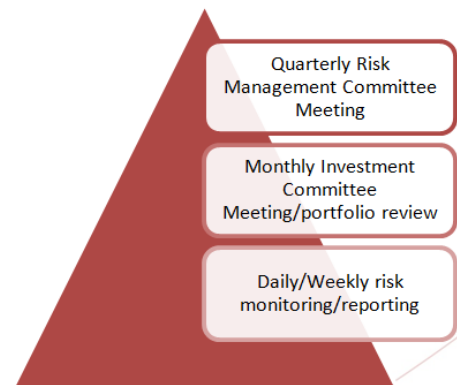 Quarterly Risk
Management Committee
Meeting
Monthly Investment
Committee
Meeting/portfolio review
Daily/Weekly risk
monitoring/reporting